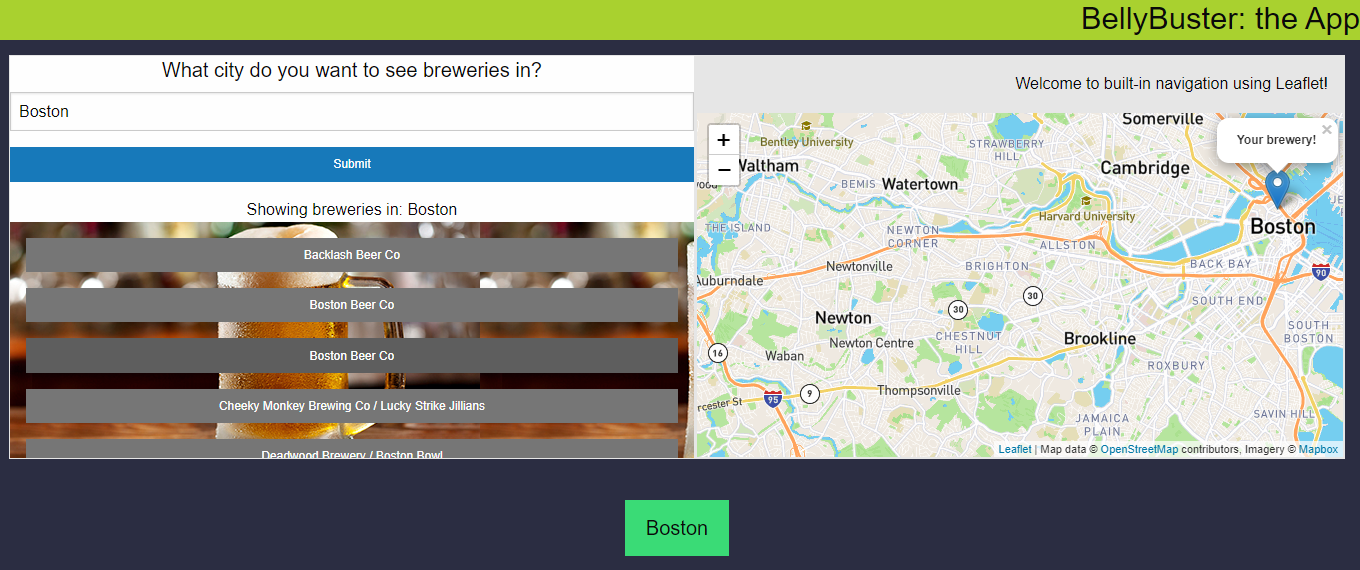 BellyBuster: the App
What city do you want to see breweries in?
Boston
Submit
Showing breweries in: Boston
Backlash Beer Co
Boston Beer Co
Boston Beer Co
Cheeky Monkey Brewing Co / Lucky Strike Jillians
Deadwood Brewery / Boston Bowl
Welcome to built-in navigation using Leaflet!
+
−
Your brewery!
×
Somerville
Bentley University
STRAWBERRY
HILL
Waltham
Cambridge
BEMIS
Watertown
Harvard University
THE ISLAND
NEWTON
CORNER
ALLSTON
Boston
BACK BAY
Newtonville
BRIGHTON
90
Auburndale
30
30
SOUTH END
Newton
CHESTNUT
HILL
Newton Centre
Brookline
SOUTH
BOSTON
16
Waban
ROXBURY
9
Thompsonville
95
rcester St
JAMAICA
PLAIN
SAVIN HILL
Leaflet | Map data © OpenStreetMap contributors, Imagery © Mapbox
Boston